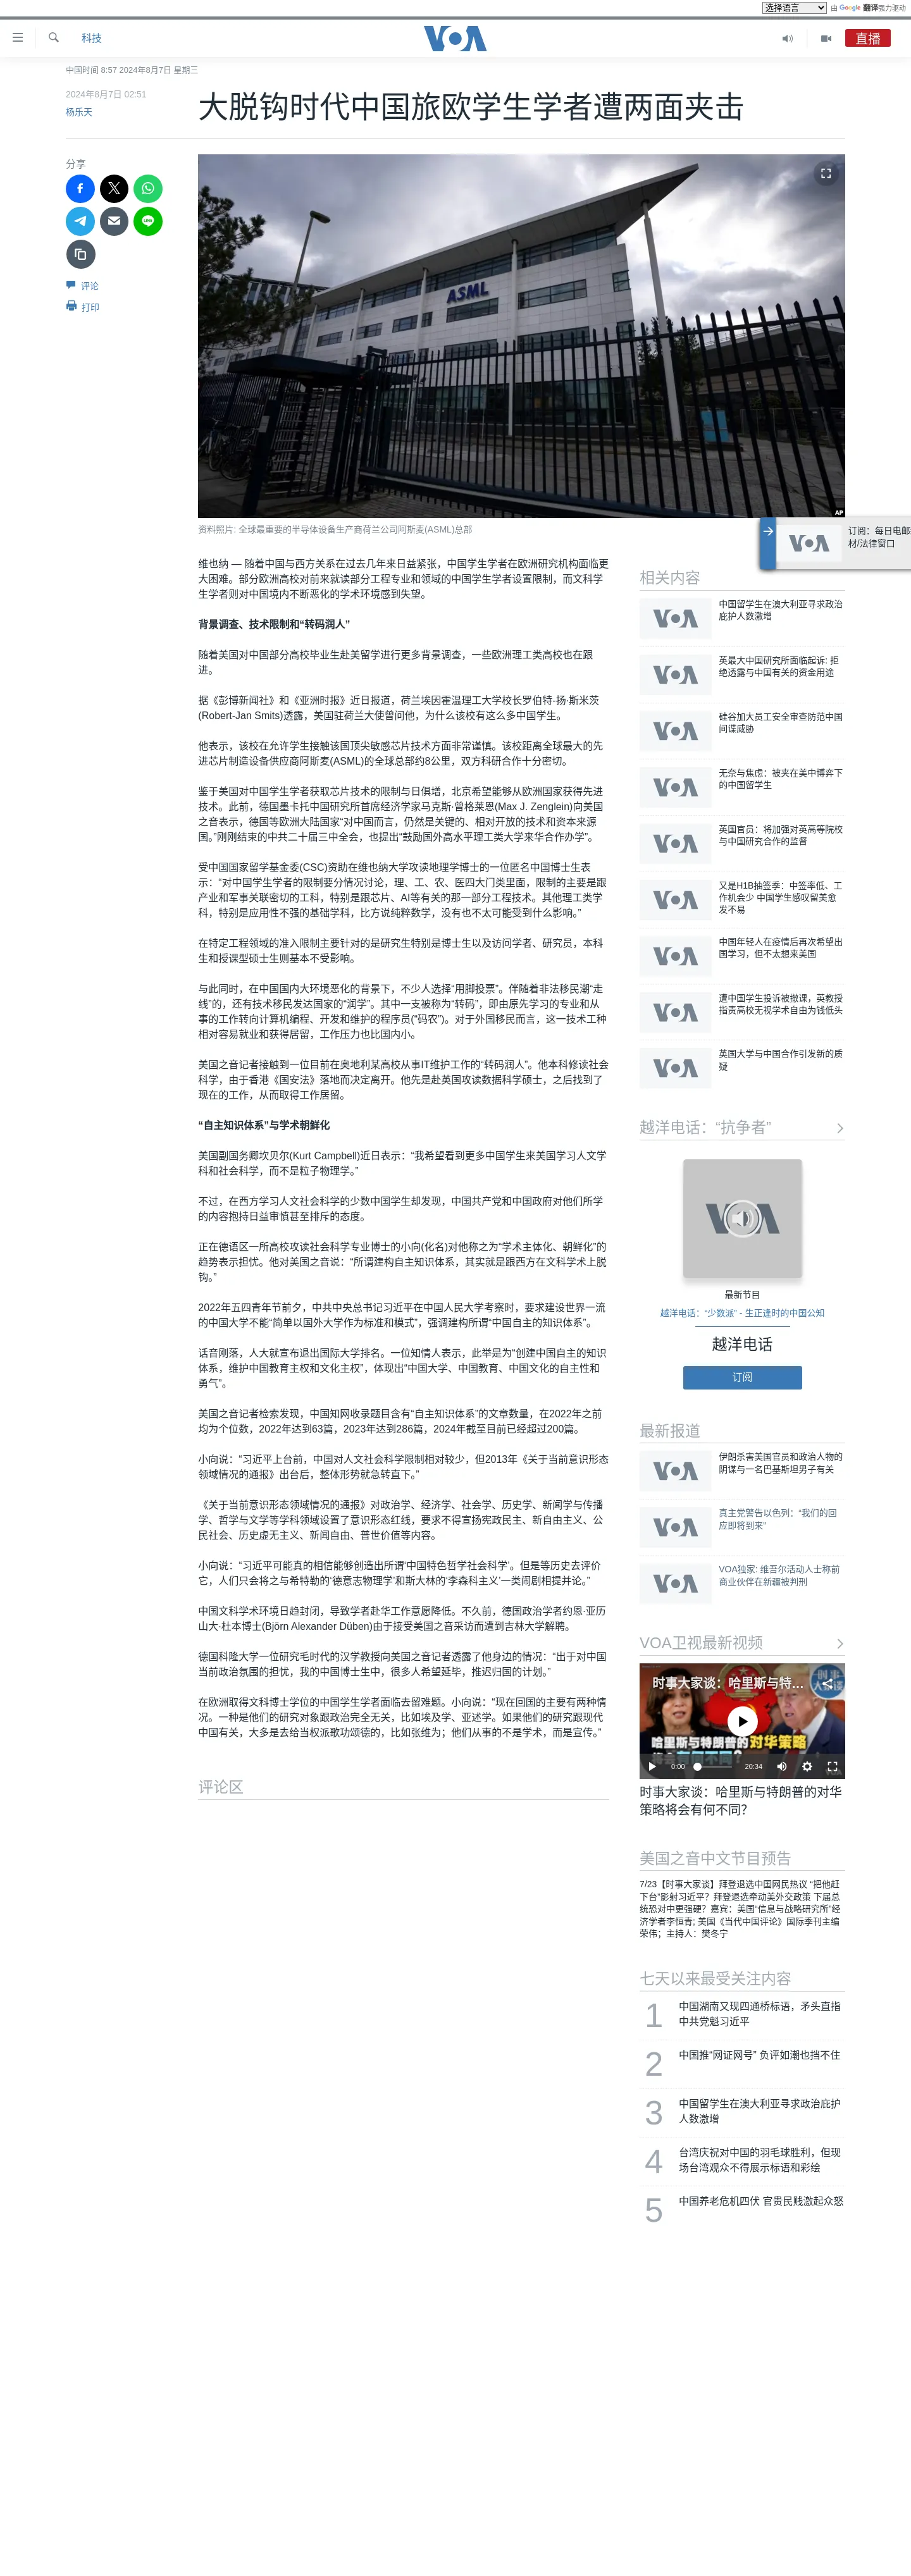 选择语言
由 Google 翻译强力驱动
科技
VOA
直播
中国时间 8:57 2024年8月7日 星期三
2024年8月7日 02:51
杨乐天
大脱钩时代中国旅欧学生学者遭两面夹击
分享
LINE
评论
打印
ASML
AP
资料照片: 全球最重要的半导体设备生产商荷兰公司阿斯麦(ASML)总部
订阅：每日电邮
材/法律窗口
VOA
维也纳 — 随着中国与西方关系在过去几年来日益紧张，中国学生学者在欧洲研究机构面临更
大困难。部分欧洲高校对前来就读部分工程专业和领域的中国学生学者设置限制，而文科学
生学者则对中国境内不断恶化的学术环境感到失望。
背景调查、技术限制和“转码润人”
随着美国对中国部分高校毕业生赴美留学进行更多背景调查，一些欧洲理工类高校也在跟
进。
据《彭博新闻社》和《亚洲时报》近日报道，荷兰埃因霍温理工大学校长罗伯特-扬·斯米茨
(Robert-Jan Smits)透露，美国驻荷兰大使曾问他，为什么该校有这么多中国学生。
他表示，该校在允许学生接触该国顶尖敏感芯片技术方面非常谨慎。该校距离全球最大的先
进芯片制造设备供应商阿斯麦(ASML)的全球总部约8公里，双方科研合作十分密切。
鉴于美国对中国学生学者获取芯片技术的限制与日俱增，北京希望能够从欧洲国家获得先进
技术。此前，德国墨卡托中国研究所首席经济学家马克斯·曾格莱恩(Max J. Zenglein)向美国
之音表示，德国等欧洲大陆国家“对中国而言，仍然是关键的、相对开放的技术和资本来源
国。”刚刚结束的中共二十届三中全会，也提出“鼓励国外高水平理工类大学来华合作办学”。
受中国国家留学基金委(CSC)资助在维也纳大学攻读地理学博士的一位匿名中国博士生表
示：“对中国学生学者的限制要分情况讨论，理、工、农、医四大门类里面，限制的主要是跟
产业和军事关联密切的工科，特别是跟芯片、AI等有关的那一部分工程技术。其他理工类学
科，特别是应用性不强的基础学科，比方说纯粹数学，没有也不太可能受到什么影响。”
在特定工程领域的准入限制主要针对的是研究生特别是博士生以及访问学者、研究员，本科
生和授课型硕士生则基本不受影响。
与此同时，在中国国内大环境恶化的背景下，不少人选择“用脚投票”。伴随着非法移民潮“走
线”的，还有技术移民发达国家的“润学”。其中一支被称为“转码”，即由原先学习的专业和从
事的工作转向计算机编程、开发和维护的程序员(“码农”)。对于外国移民而言，这一技术工种
相对容易就业和获得居留，工作压力也比国内小。
美国之音记者接触到一位目前在奥地利某高校从事IT维护工作的“转码润人”。他本科修读社会
科学，由于香港《国安法》落地而决定离开。他先是赴英国攻读数据科学硕士，之后找到了
现在的工作，从而取得工作居留。
“自主知识体系”与学术朝鲜化
美国副国务卿坎贝尔(Kurt Campbell)近日表示：“我希望看到更多中国学生来美国学习人文学
科和社会科学，而不是粒子物理学。”
不过，在西方学习人文社会科学的少数中国学生却发现，中国共产党和中国政府对他们所学
的内容抱持日益审慎甚至排斥的态度。
正在德语区一所高校攻读社会科学专业博士的小向(化名)对他称之为“学术主体化、朝鲜化”的
趋势表示担忧。他对美国之音说：“所谓建构自主知识体系，其实就是跟西方在文科学术上脱
钩。”
2022年五四青年节前夕，中共中央总书记习近平在中国人民大学考察时，要求建设世界一流
的中国大学不能“简单以国外大学作为标准和模式”，强调建构所谓“中国自主的知识体系”。
话音刚落，人大就宣布退出国际大学排名。一位知情人表示，此举是为“创建中国自主的知识
体系，维护中国教育主权和文化主权”，体现出“中国大学、中国教育、中国文化的自主性和
勇气”。
美国之音记者检索发现，中国知网收录题目含有“自主知识体系”的文章数量，在2022年之前
均为个位数，2022年达到63篇，2023年达到286篇，2024年截至目前已经超过200篇。
小向说：“习近平上台前，中国对人文社会科学限制相对较少，但2013年《关于当前意识形态
领域情况的通报》出台后，整体形势就急转直下。”
《关于当前意识形态领域情况的通报》对政治学、经济学、社会学、历史学、新闻学与传播
学、哲学与文学等学科领域设置了意识形态红线，要求不得宣扬宪政民主、新自由主义、公
民社会、历史虚无主义、新闻自由、普世价值等内容。
小向说：“习近平可能真的相信能够创造出所谓‘中国特色哲学社会科学’。但是等历史去评价
它，人们只会将之与希特勒的‘德意志物理学’和斯大林的‘李森科主义’一类闹剧相提并论。”
中国文科学术环境日趋封闭，导致学者赴华工作意愿降低。不久前，德国政治学者约恩·亚历
山大·杜本博士(Björn Alexander Düben)由于接受美国之音采访而遭到吉林大学解聘。
德国科隆大学一位研究毛时代的汉学教授向美国之音记者透露了他身边的情况：“出于对中国
当前政治氛围的担忧，我的中国博士生中，很多人希望延毕，推迟归国的计划。”
在欧洲取得文科博士学位的中国学生学者面临去留难题。小向说：“现在回国的主要有两种情
况。一种是他们的研究对象跟政治完全无关，比如埃及学、亚述学。如果他们的研究跟现代
中国有关，大多是去给当权派歌功颂德的，比如张维为；他们从事的不是学术，而是宣传。”
评论区
相关内容
VOA
中国留学生在澳大利亚寻求政治
庇护人数激增
VOA
英最大中国研究所面临起诉: 拒
绝透露与中国有关的资金用途
VOA
硅谷加大员工安全审查防范中国
间谍威胁
VOA
无奈与焦虑：被夹在美中博弈下
的中国留学生
VOA
英国官员：将加强对英高等院校
与中国研究合作的监督
VOA
又是H1B抽签季：中签率低、工
作机会少 中国学生感叹留美愈
发不易
VOA
中国年轻人在疫情后再次希望出
国学习，但不太想来美国
VOA
遭中国学生投诉被撤课，英教授
指责高校无视学术自由为钱低头
VOA
英国大学与中国合作引发新的质
疑
越洋电话：“抗争者”
VOA
最新节目
越洋电话：“少数派” - 生正逢时的中国公知
越洋电话
订阅
最新报道
VOA
伊朗杀害美国官员和政治人物的
阴谋与一名巴基斯坦男子有关
VOA
真主党警告以色列：“我们的回
应即将到来”
VOA
VOA独家: 维吾尔活动人士称前
商业伙伴在新疆被判刑
VOA卫视最新视频
时事大家谈：哈里斯与特...
哈里斯与特朗普的对华策略
0:00
20:34
时事大家谈：哈里斯与特朗普的对华
策略将会有何不同？
美国之音中文节目预告
7/23【时事大家谈】拜登退选中国网民热议 “把他赶
下台”影射习近平？拜登退选牵动美外交政策 下届总
统恐对中更强硬？嘉宾：美国“信息与战略研究所”经
济学者李恒青; 美国《当代中国评论》国际季刊主编
荣伟；主持人：樊冬宁
七天以来最受关注内容
1
中国湖南又现四通桥标语，矛头直指
中共党魁习近平
2
中国推“网证网号” 负评如潮也挡不住
3
中国留学生在澳大利亚寻求政治庇护
人数激增
4
台湾庆祝对中国的羽毛球胜利，但现
场台湾观众不得展示标语和彩绘
5
中国养老危机四伏 官贵民贱激起众怒